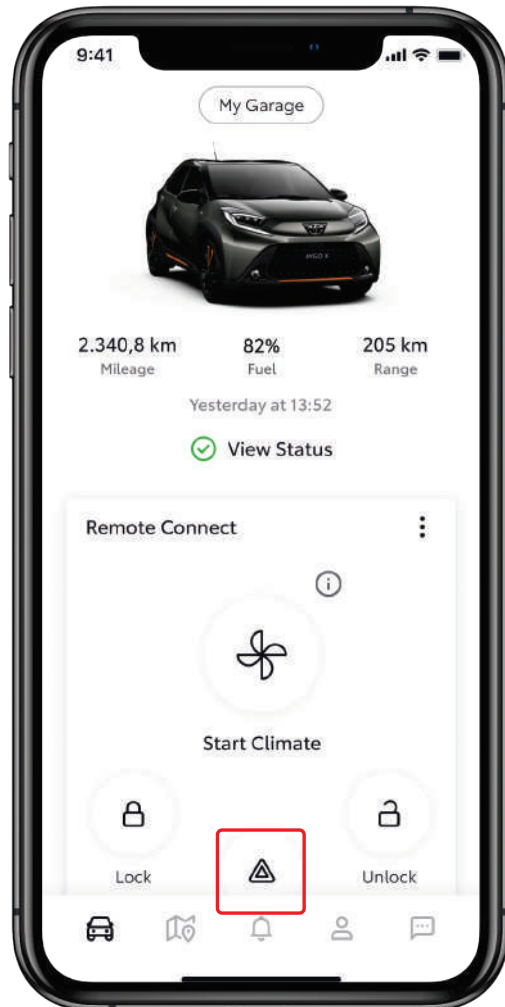 9:41
My Garage
AYGO X
2.340,8 km 82% 205 km
Mileage Fuel Range
Yesterday at 13:52
View Status
Remote Connect
Start Climate
Lock Unlock